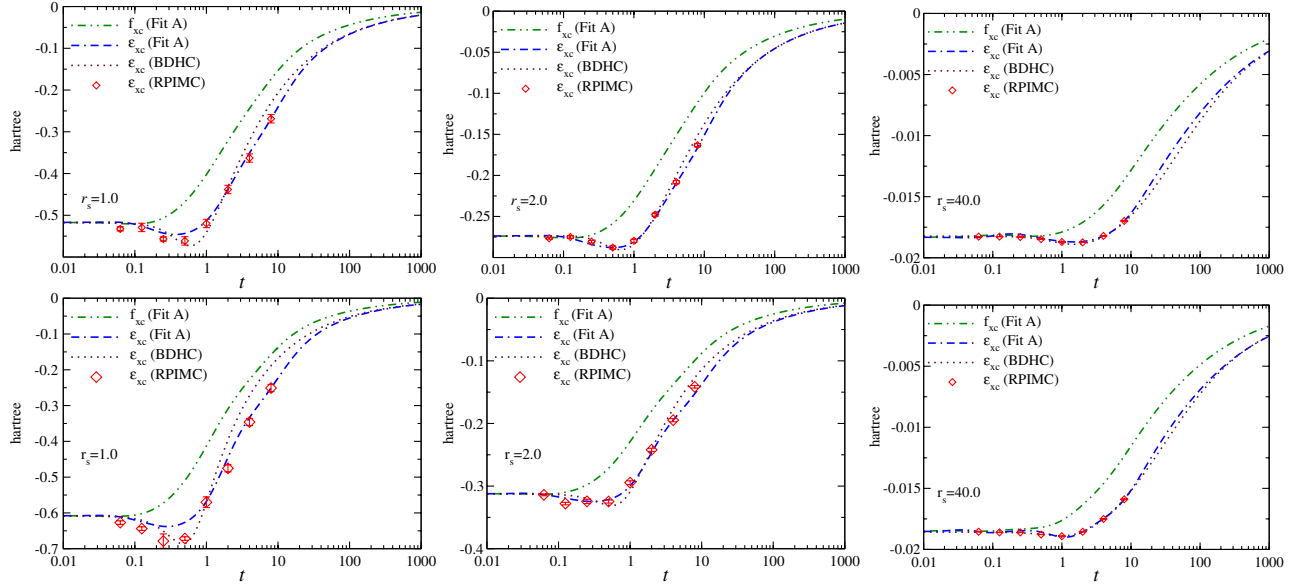 0
-0.1
-0.2
-0.3
-0.4
-0.5
hartree
f_xc (Fit A)
ε_xc (Fit A)
ε_xc (BDHC)
ε_xc (RPIMC)
r_s=1.0
0.01 0.1 1 10 100 1000
t
0
-0.05
-0.1
-0.15
-0.2
-0.25
hartree
f_xc (Fit A)
ε_xc (Fit A)
ε_xc (BDHC)
ε_xc (RPIMC)
r_s=2.0
0.01 0.1 1 10 100 1000
t
0
-0.005
-0.01
-0.015
-0.02
hartree
f_xc (Fit A)
ε_xc (Fit A)
ε_xc (BDHC)
ε_xc (RPIMC)
r_s=40.0
0.01 0.1 1 10 100 1000
t
0
-0.1
-0.2
-0.3
-0.4
-0.5
-0.6
-0.7
hartree
f_xc (Fit A)
ε_xc (Fit A)
ε_xc (BDHC)
ε_xc (RPIMC)
r_s=1.0
0.01 0.1 1 10 100 1000
t
0
-0.1
-0.2
-0.3
-0.4
hartree
f_xc (Fit A)
ε_xc (Fit A)
ε_xc (BDHC)
ε_xc (RPIMC)
r_s=2.0
0.01 0.1 1 10 100 1000
t
0
-0.005
-0.01
-0.015
-0.02
hartree
f_xc (Fit A)
ε_xc (Fit A)
ε_xc (BDHC)
ε_xc (RPIMC)
r_s=40.0
0.01 0.1 1 10 100 1000
t